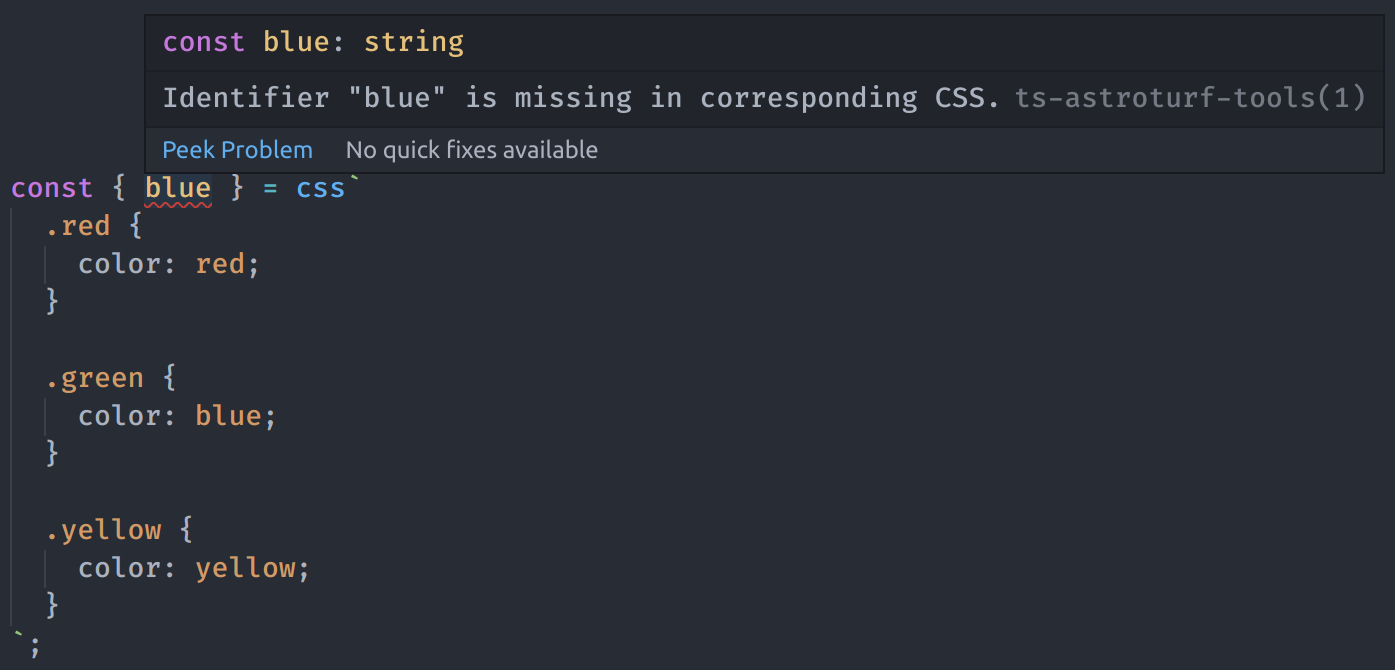 const blue: string
Identifier "blue" is missing in corresponding CSS. ts-astroturf-tools(1)
Peek Problem No quick fixes available
const { blue } = css`
.red {
color: red;
}
.green {
color: blue;
}
.yellow {
color: yellow;
}
`;